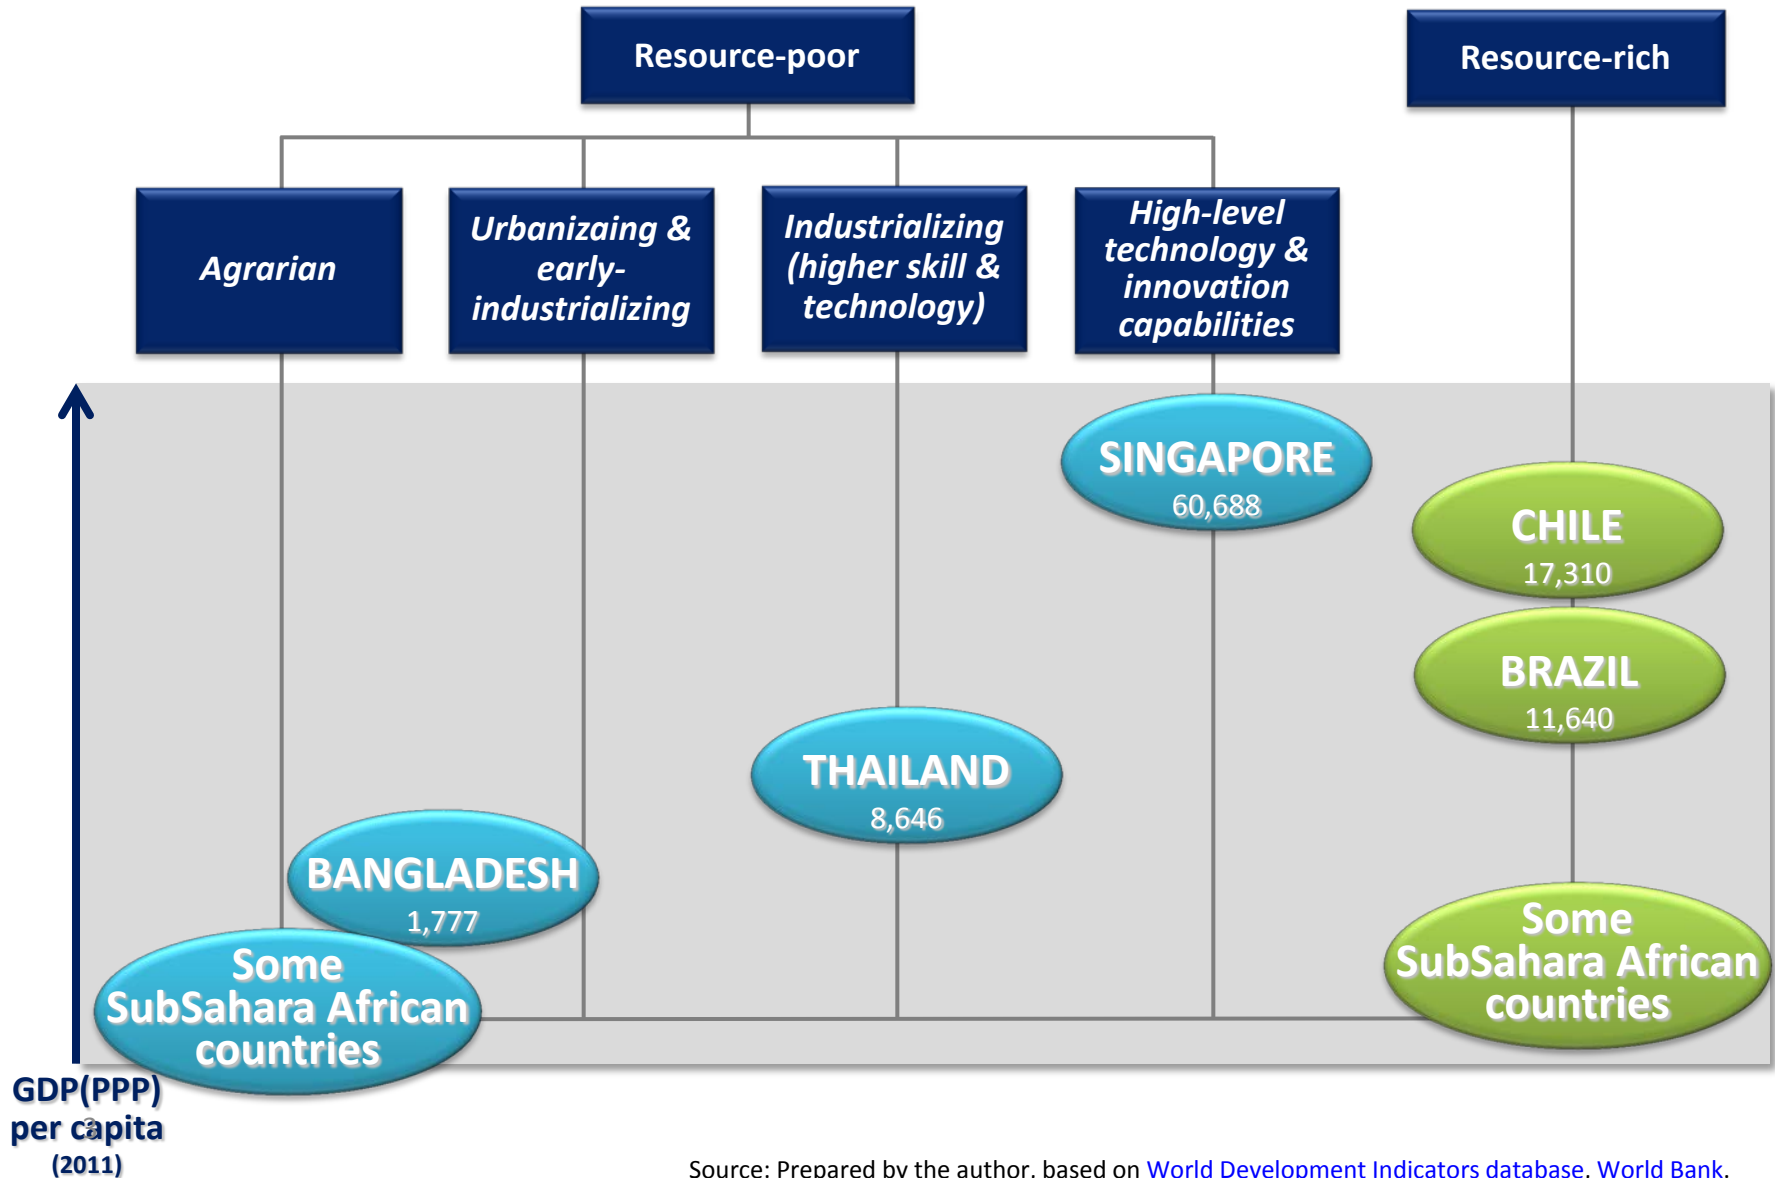 Resource-poor
Resource-rich
Agrarian
Urbanizaing &
early-
industrializing
Industrializing
(higher skill &
technology)
High-level
technology &
innovation
capabilities
SINGAPORE
60,688
CHILE
17,310
BRAZIL
11,640
THAILAND
8,646
BANGLADESH
1,777
Some
SubSahara African
countries
Some
SubSahara African
countries
GDP(PPP)
per capita
(2011)
3
Source: Prepared by the author, based on World Development Indicators database, World Bank.